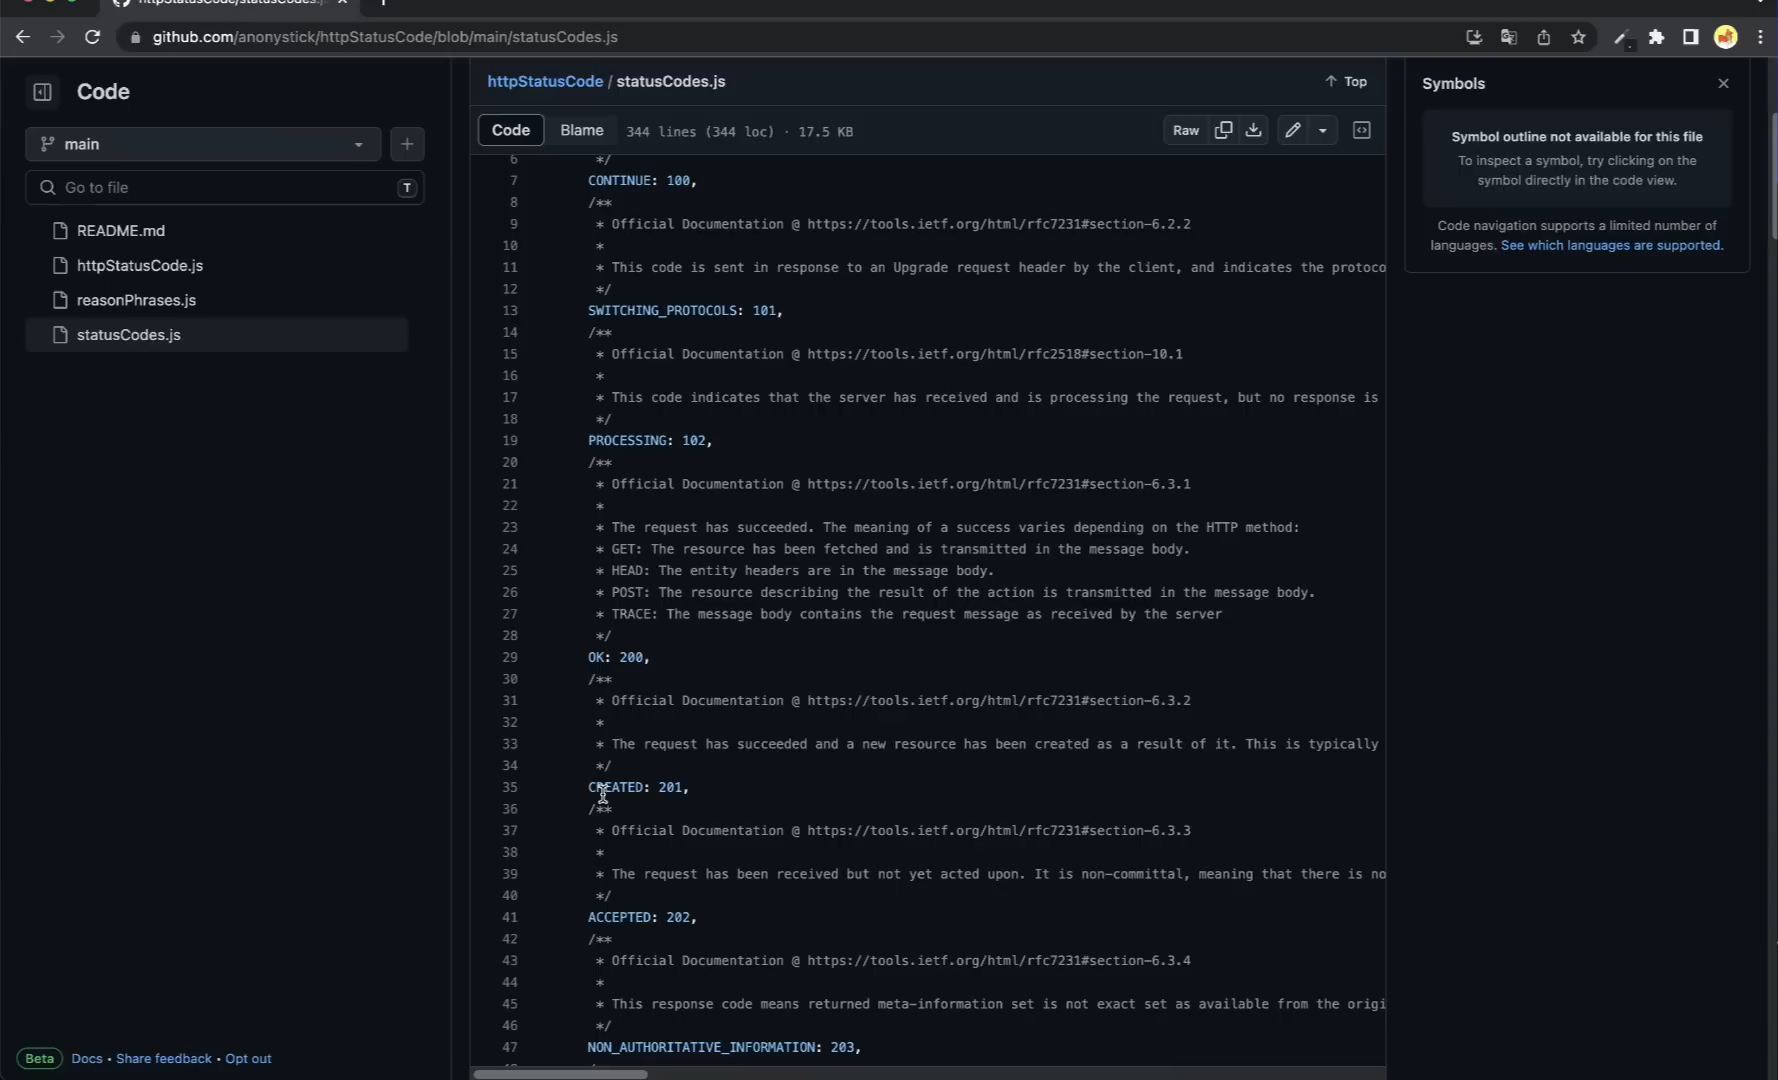 httpStatusCode/statusCodes.j
github.com/anonystick/httpStatusCode/blob/main/statusCodes.js
Code
main
Go to file
T
README.md
httpStatusCode.js
reasonPhrases.js
statusCodes.js
Beta
Docs • Share feedback • Opt out
httpStatusCode / statusCodes.js
↑ Top
Code
Blame
344 lines (344 loc) · 17.5 KB
Raw
6 */
7 CONTINUE: 100,
8 /**
9 * Official Documentation @ https://tools.ietf.org/html/rfc7231#section-6.2.2
10 *
11 * This code is sent in response to an Upgrade request header by the client, and indicates the protoco
12 */
13 SWITCHING_PROTOCOLS: 101,
14 /**
15 * Official Documentation @ https://tools.ietf.org/html/rfc2518#section-10.1
16 *
17 * This code indicates that the server has received and is processing the request, but no response is
18 */
19 PROCESSING: 102,
20 /**
21 * Official Documentation @ https://tools.ietf.org/html/rfc7231#section-6.3.1
22 *
23 * The request has succeeded. The meaning of a success varies depending on the HTTP method:
24 * GET: The resource has been fetched and is transmitted in the message body.
25 * HEAD: The entity headers are in the message body.
26 * POST: The resource describing the result of the action is transmitted in the message body.
27 * TRACE: The message body contains the request message as received by the server
28 */
29 OK: 200,
30 /**
31 * Official Documentation @ https://tools.ietf.org/html/rfc7231#section-6.3.2
32 *
33 * The request has succeeded and a new resource has been created as a result of it. This is typically
34 */
35 CREATED: 201,
36 /**
37 * Official Documentation @ https://tools.ietf.org/html/rfc7231#section-6.3.3
38 *
39 * The request has been received but not yet acted upon. It is non-committal, meaning that there is no
40 */
41 ACCEPTED: 202,
42 /**
43 * Official Documentation @ https://tools.ietf.org/html/rfc7231#section-6.3.4
44 *
45 * This response code means returned meta-information set is not exact set as available from the origi
46 */
47 NON_AUTHORITATIVE_INFORMATION: 203,
Symbols
Symbol outline not available for this file
To inspect a symbol, try clicking on the
symbol directly in the code view.
Code navigation supports a limited number of
languages. See which languages are supported.